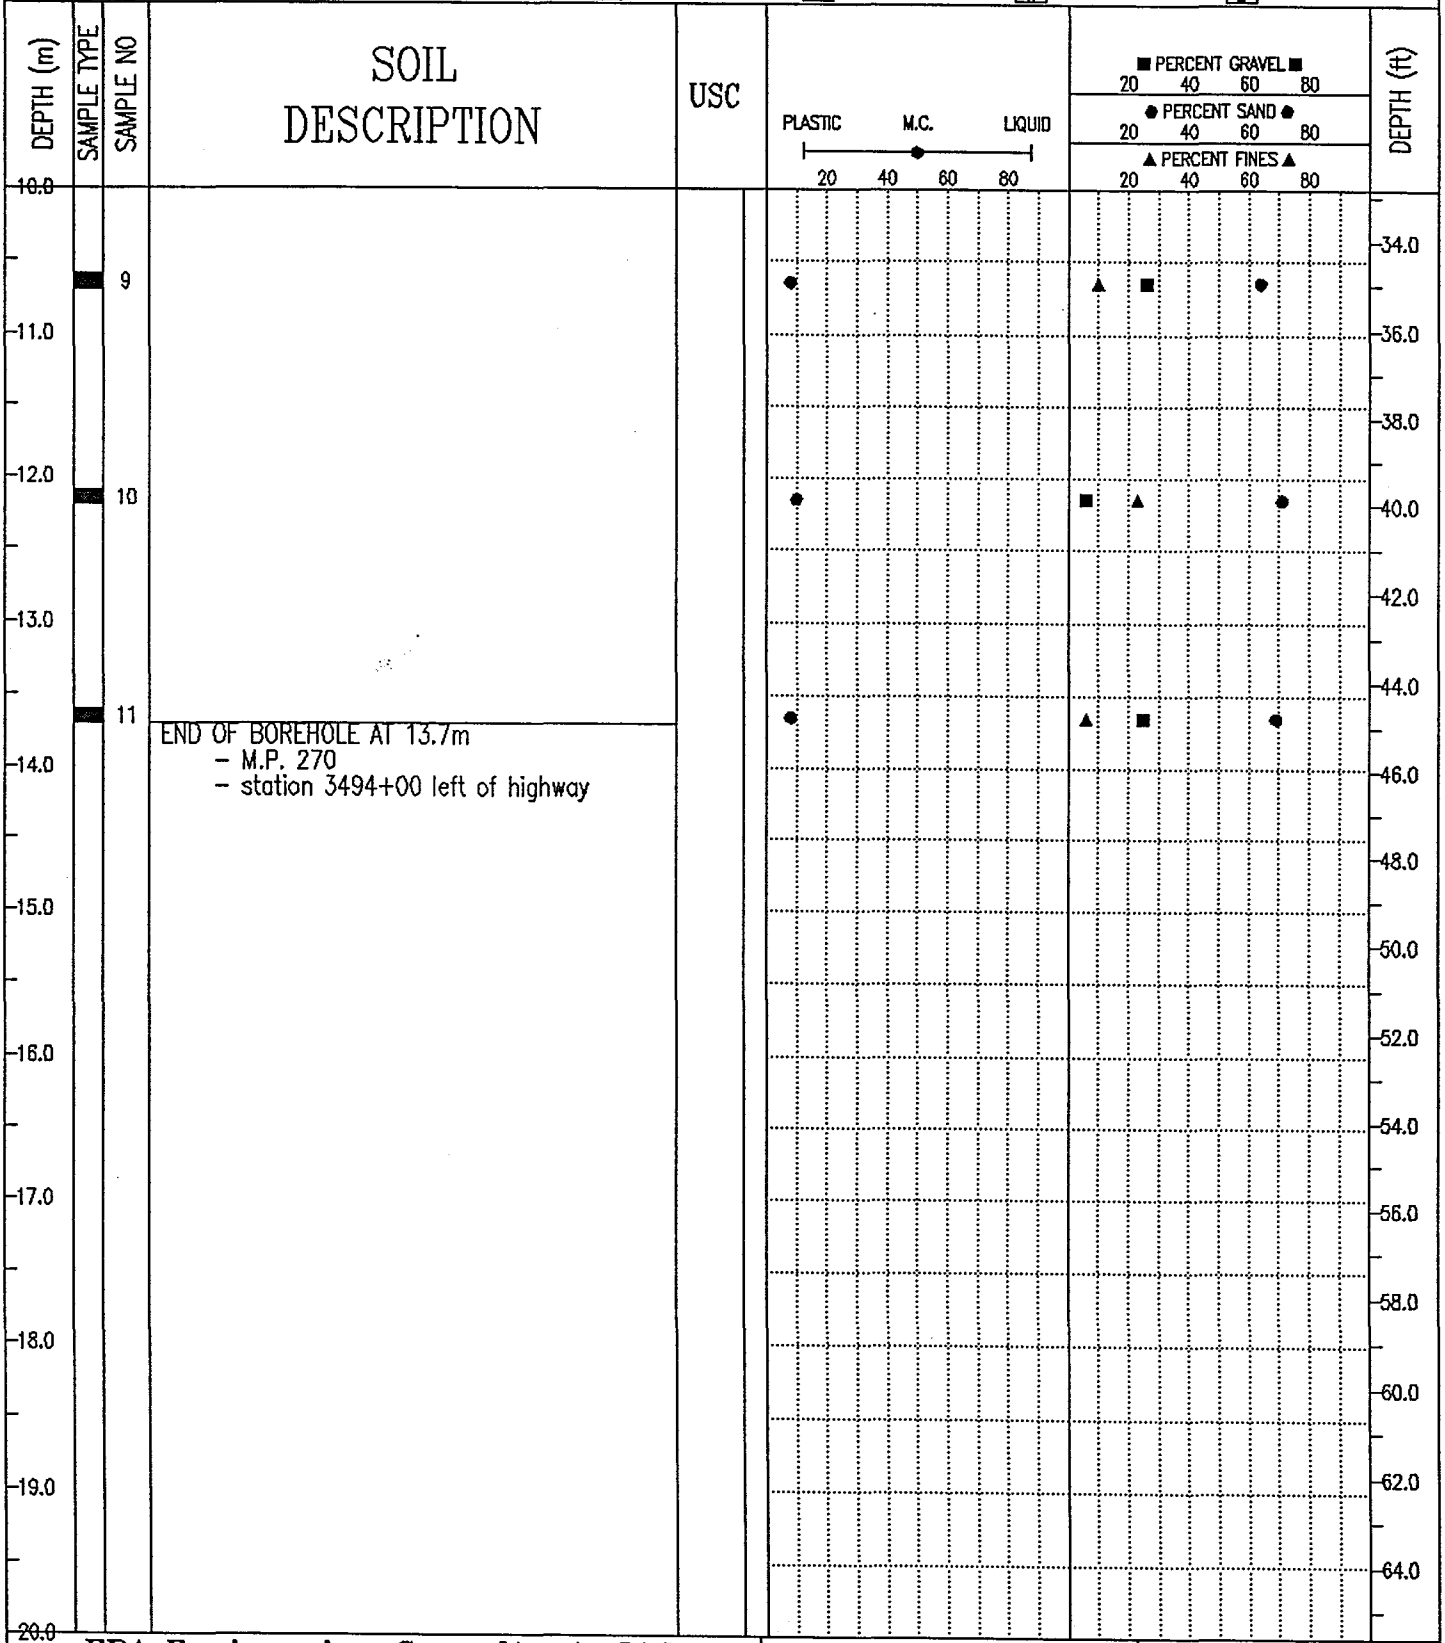 DEPTH (m)
SAMPLE TYPE
SAMPLE NO
SOIL
DESCRIPTION
USC
PLASTIC M.C. LIQUID
20 40 60 80
■ PERCENT GRAVEL ■
20 40 60 80
● PERCENT SAND ●
20 40 60 80
▲ PERCENT FINES ▲
20 40 60 80
DEPTH (ft)
10.0
34.0
9
11.0
36.0
38.0
12.0
10
40.0
42.0
13.0
44.0
11
END OF BOREHOLE AT 13.7m
- M.P. 270
- station 3494+00 left of highway
14.0
46.0
48.0
15.0
50.0
16.0
52.0
54.0
17.0
56.0
58.0
18.0
60.0
19.0
62.0
64.0
20.0